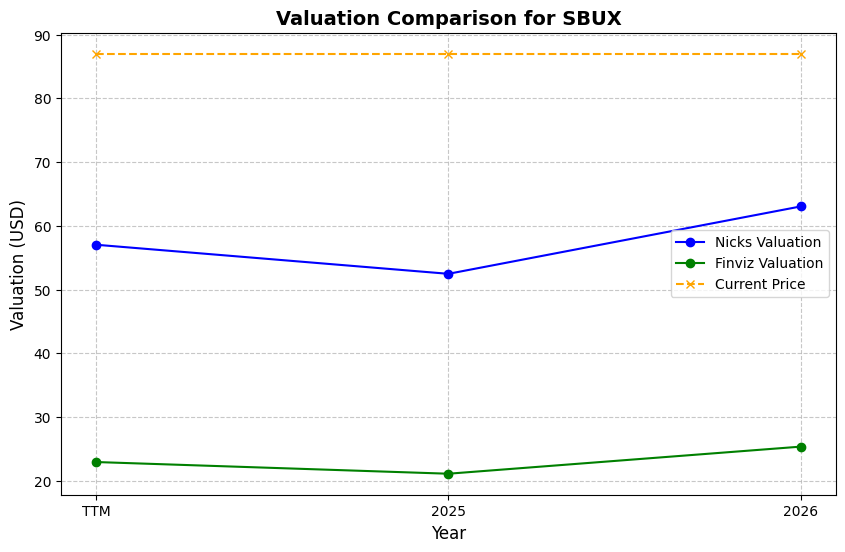 Valuation Comparison for SBUX
Valuation (USD)
90
80
70
60
50
40
30
20
Nicks Valuation
Finviz Valuation
Current Price
TTM
2025
2026
Year